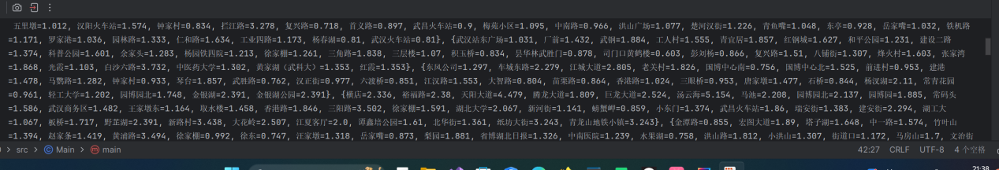 五里墩=1.012, 汉阳火车站=1.574, 钟家村=0.834, 拦江路=3.278, 复兴路=0.718, 首义路=0.897, 武昌火车站=0.9, 梅苑小区=1.095, 中南路=0.966, 洪山广场=1.077, 楚河汉街=1.226, 青鱼嘴=1.048, 东亭=0.928, 岳家嘴=1.032, 铁机路
=1.171, 罗家港=1.036, 园林路=1.333, 仁和路=1.634, 工业四路=1.173, 杨春湖=0.81, 武汉火车站=0.81}, {武汉站东广场=1.031, 厂前=1.432, 武钢=1.884, 工人村=1.555, 青宜居=1.857, 红钢城=1.627, 和平公园=1.231, 建设二路
=1.374, 科普公园=1.601, 余家头=1.283, 杨园铁四院=1.213, 徐家棚=1.261, 三角路=1.838, 三层楼=1.07, 积玉桥=0.834, 昙华林武胜门=0.878, 司门口黄鹤楼=0.603, 彭刘杨=0.866, 复兴路=1.51, 八铺街=1.307, 烽火村=1.603, 张家湾
=1.868, 光霞=1.103, 白沙六路=3.732, 中医药大学=1.302, 黄家湖（武科大）=1.353, 红霞=1.353}, {东风公司=1.297, 车城东路=2.279, 江城大道=2.805, 老关村=1.826, 国博中心南=0.756, 国博中心北=1.525, 前进村=0.953, 建港
=1.478, 马鹦路=1.282, 钟家村=0.933, 琴台=1.857, 武胜路=0.762, 汉正街=0.977, 六渡桥=0.851, 江汉路=1.553, 大智路=0.804, 苗栗路=0.864, 香港路=1.024, 三眼桥=0.953, 唐家墩=1.477, 石桥=0.844, 杨汊湖=2.11, 常青花园
=0.961, 轻工大学=1.202, 园博园北=1.748, 金银湖=2.391, 金银湖公园=2.391}, {横店=2.336, 裕福路=2.38, 天阳大道=4.479, 腾龙大道=1.809, 巨龙大道=2.524, 汤云海=5.154, 马池=2.208, 园博园北=2.137, 园博园=1.885, 常码头
=1.586, 武汉商务区=1.482, 王家墩东=1.164, 取水楼=1.458, 香港路=1.846, 三阳路=3.502, 徐家棚=1.591, 湖北大学=2.067, 新河街=1.141, 螃蟹岬=0.859, 小东门=1.374, 武昌火车站=1.86, 瑞安街=1.383, 建安街=2.294, 湖工大
=1.067, 板桥=1.717, 野芷湖=2.391, 新路村=3.438, 大花岭=2.507, 江夏客厅=2.0, 谭鑫培公园=1.61, 北华街=1.361, 纸坊大街=3.243, 青龙山地铁小镇=3.243}, {金潭路=0.855, 宏图大道=1.89, 塔子湖=1.648, 中一路=1.574, 竹叶山
=1.394, 赵家条=1.419, 黄浦路=3.494, 徐家棚=0.992, 徐东=0.747, 汪家墩=1.318, 岳家嘴=0.873, 梨园=1.881, 省博湖北日报=1.326, 中南医院=1.239, 水果湖=0.758, 洪山路=1.812, 小洪山=1.307, 街道口=1.172, 马房山=1.7, 文治街
src > Main > main
42:27 CRLF UTF-8 4 个空格
21:38